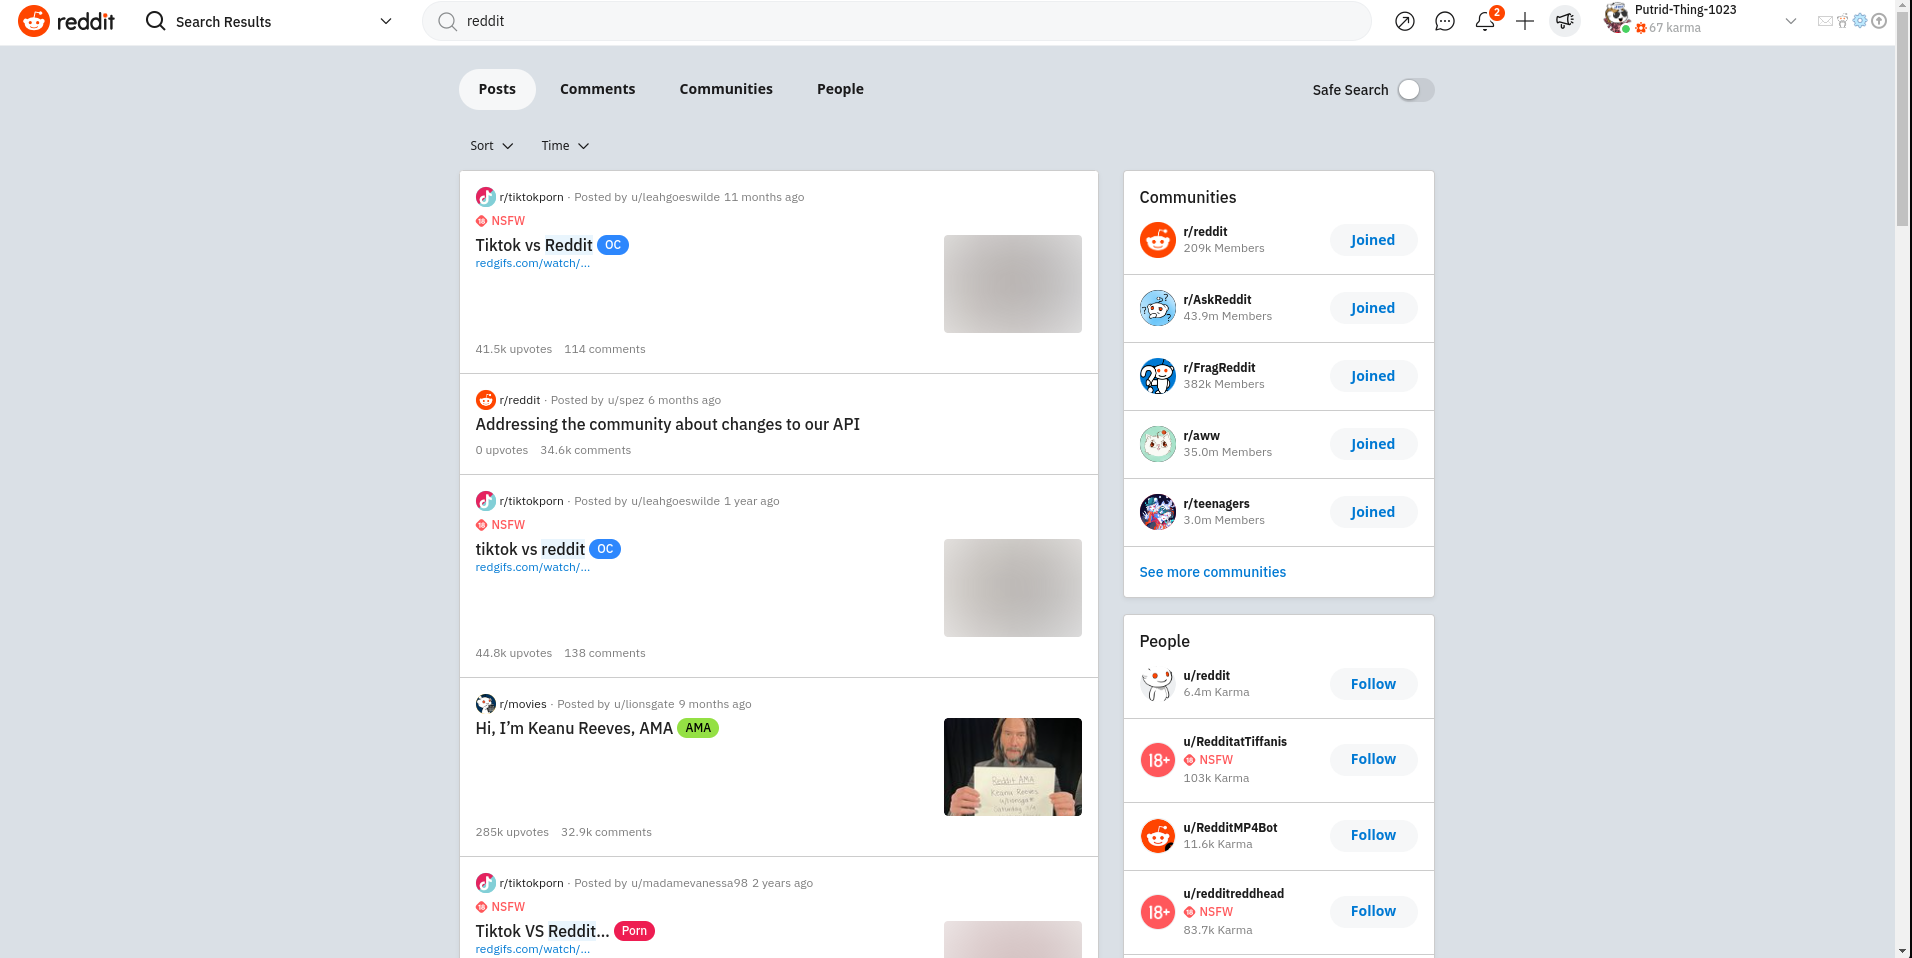 reddit
Search Results
reddit
2
Putrid-Thing-1023
67 karma
Posts
Comments
Communities
People
Safe Search
Sort
Time
r/tiktokporn · Posted by u/leahgoeswilde 11 months ago
NSFW
Tiktok vs Reddit OC
redgifs.com/watch/...
41.5k upvotes 114 comments
r/reddit · Posted by u/spez 6 months ago
Addressing the community about changes to our API
0 upvotes 34.6k comments
r/tiktokporn · Posted by u/leahgoeswilde 1 year ago
NSFW
tiktok vs reddit OC
redgifs.com/watch/...
44.8k upvotes 138 comments
r/movies · Posted by u/lionsgate 9 months ago
Hi, I’m Keanu Reeves, AMA AMA
Reddit AMA
Keanu Reeves
285k upvotes 32.9k comments
r/tiktokporn · Posted by u/madamevanessa98 2 years ago
NSFW
Tiktok VS Reddit... Porn
redgifs.com/watch/...
Communities
r/reddit
209k Members
Joined
r/AskReddit
43.9m Members
Joined
r/FragReddit
382k Members
Joined
r/aww
35.0m Members
Joined
r/teenagers
3.0m Members
Joined
See more communities
People
u/reddit
6.4m Karma
Follow
18+
u/RedditatTiffanis
NSFW
103k Karma
Follow
u/RedditMP4Bot
11.6k Karma
Follow
18+
u/redditreddhead
NSFW
83.7k Karma
Follow